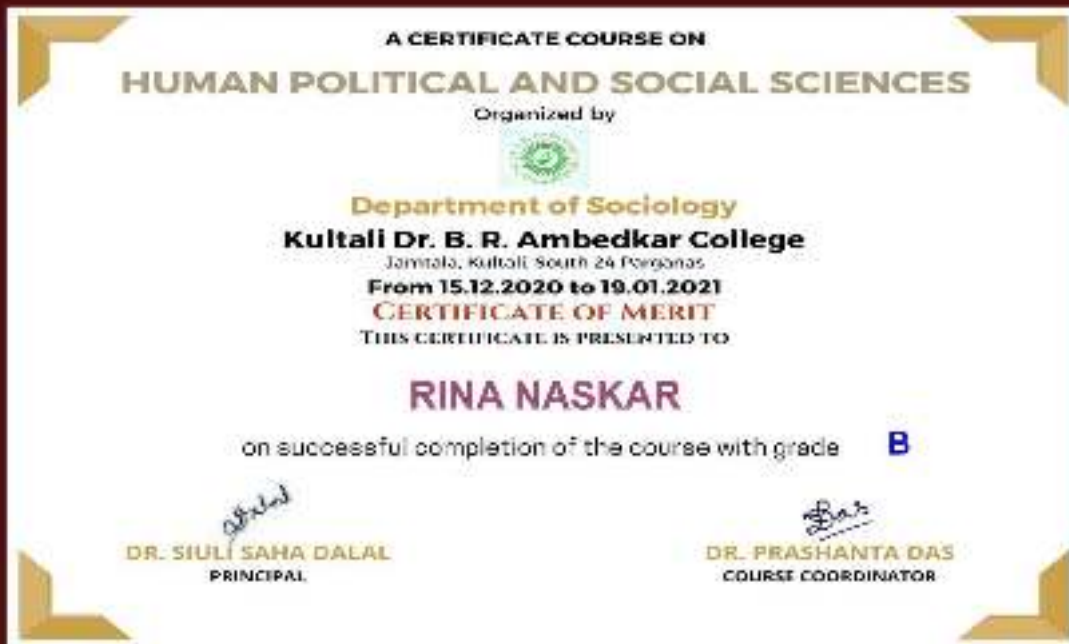 A CERTIFICATE COURSE ON
HUMAN POLITICAL AND SOCIAL SCIENCES
Organized by
Department of Sociology
Kultali Dr. B. R. Ambedkar College
Jamtala, Kultali, South 24 Parganas
From 15.12.2020 to 19.01.2021
CERTIFICATE OF MERIT
THIS CERTIFICATE IS PRESENTED TO
RINA NASKAR
on successful completion of the course with grade B
Das
DR. SIULI SAHA DALAL DR. PRASHANTA DAS
PRINCIPAL COURSE COORDINATOR